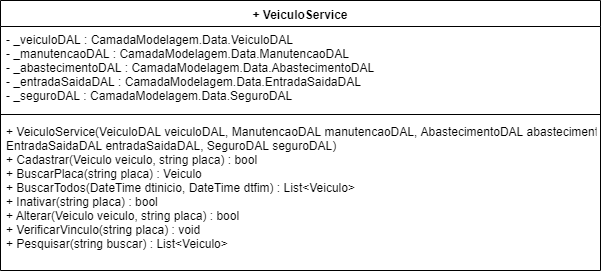 + VeiculoService
- _veiculoDAL : CamadaModelagem.Data.VeiculoDAL
- _manutencaoDAL : CamadaModelagem.Data.ManutencaoDAL
- _abastecimentoDAL : CamadaModelagem.Data.AbastecimentoDAL
- _entradaSaidaDAL : CamadaModelagem.Data.EntradaSaidaDAL
- _seguroDAL : CamadaModelagem.Data.SeguroDAL
+ VeiculoService(VeiculoDAL veiculoDAL, ManutencaoDAL manutencaoDAL, AbastecimentoDAL abasteciment
EntradaSaidaDAL entradaSaidaDAL, SeguroDAL seguroDAL)
+ Cadastrar(Veiculo veiculo, string placa) : bool
+ BuscarPlaca(string placa) : Veiculo
+ BuscarTodos(DateTime dtinicio, DateTime dtfim) : List<Veiculo>
+ Inativar(string placa) : bool
+ Alterar(Veiculo veiculo, string placa) : bool
+ VerificarVinculo(string placa) : void
+ Pesquisar(string buscar) : List<Veiculo>